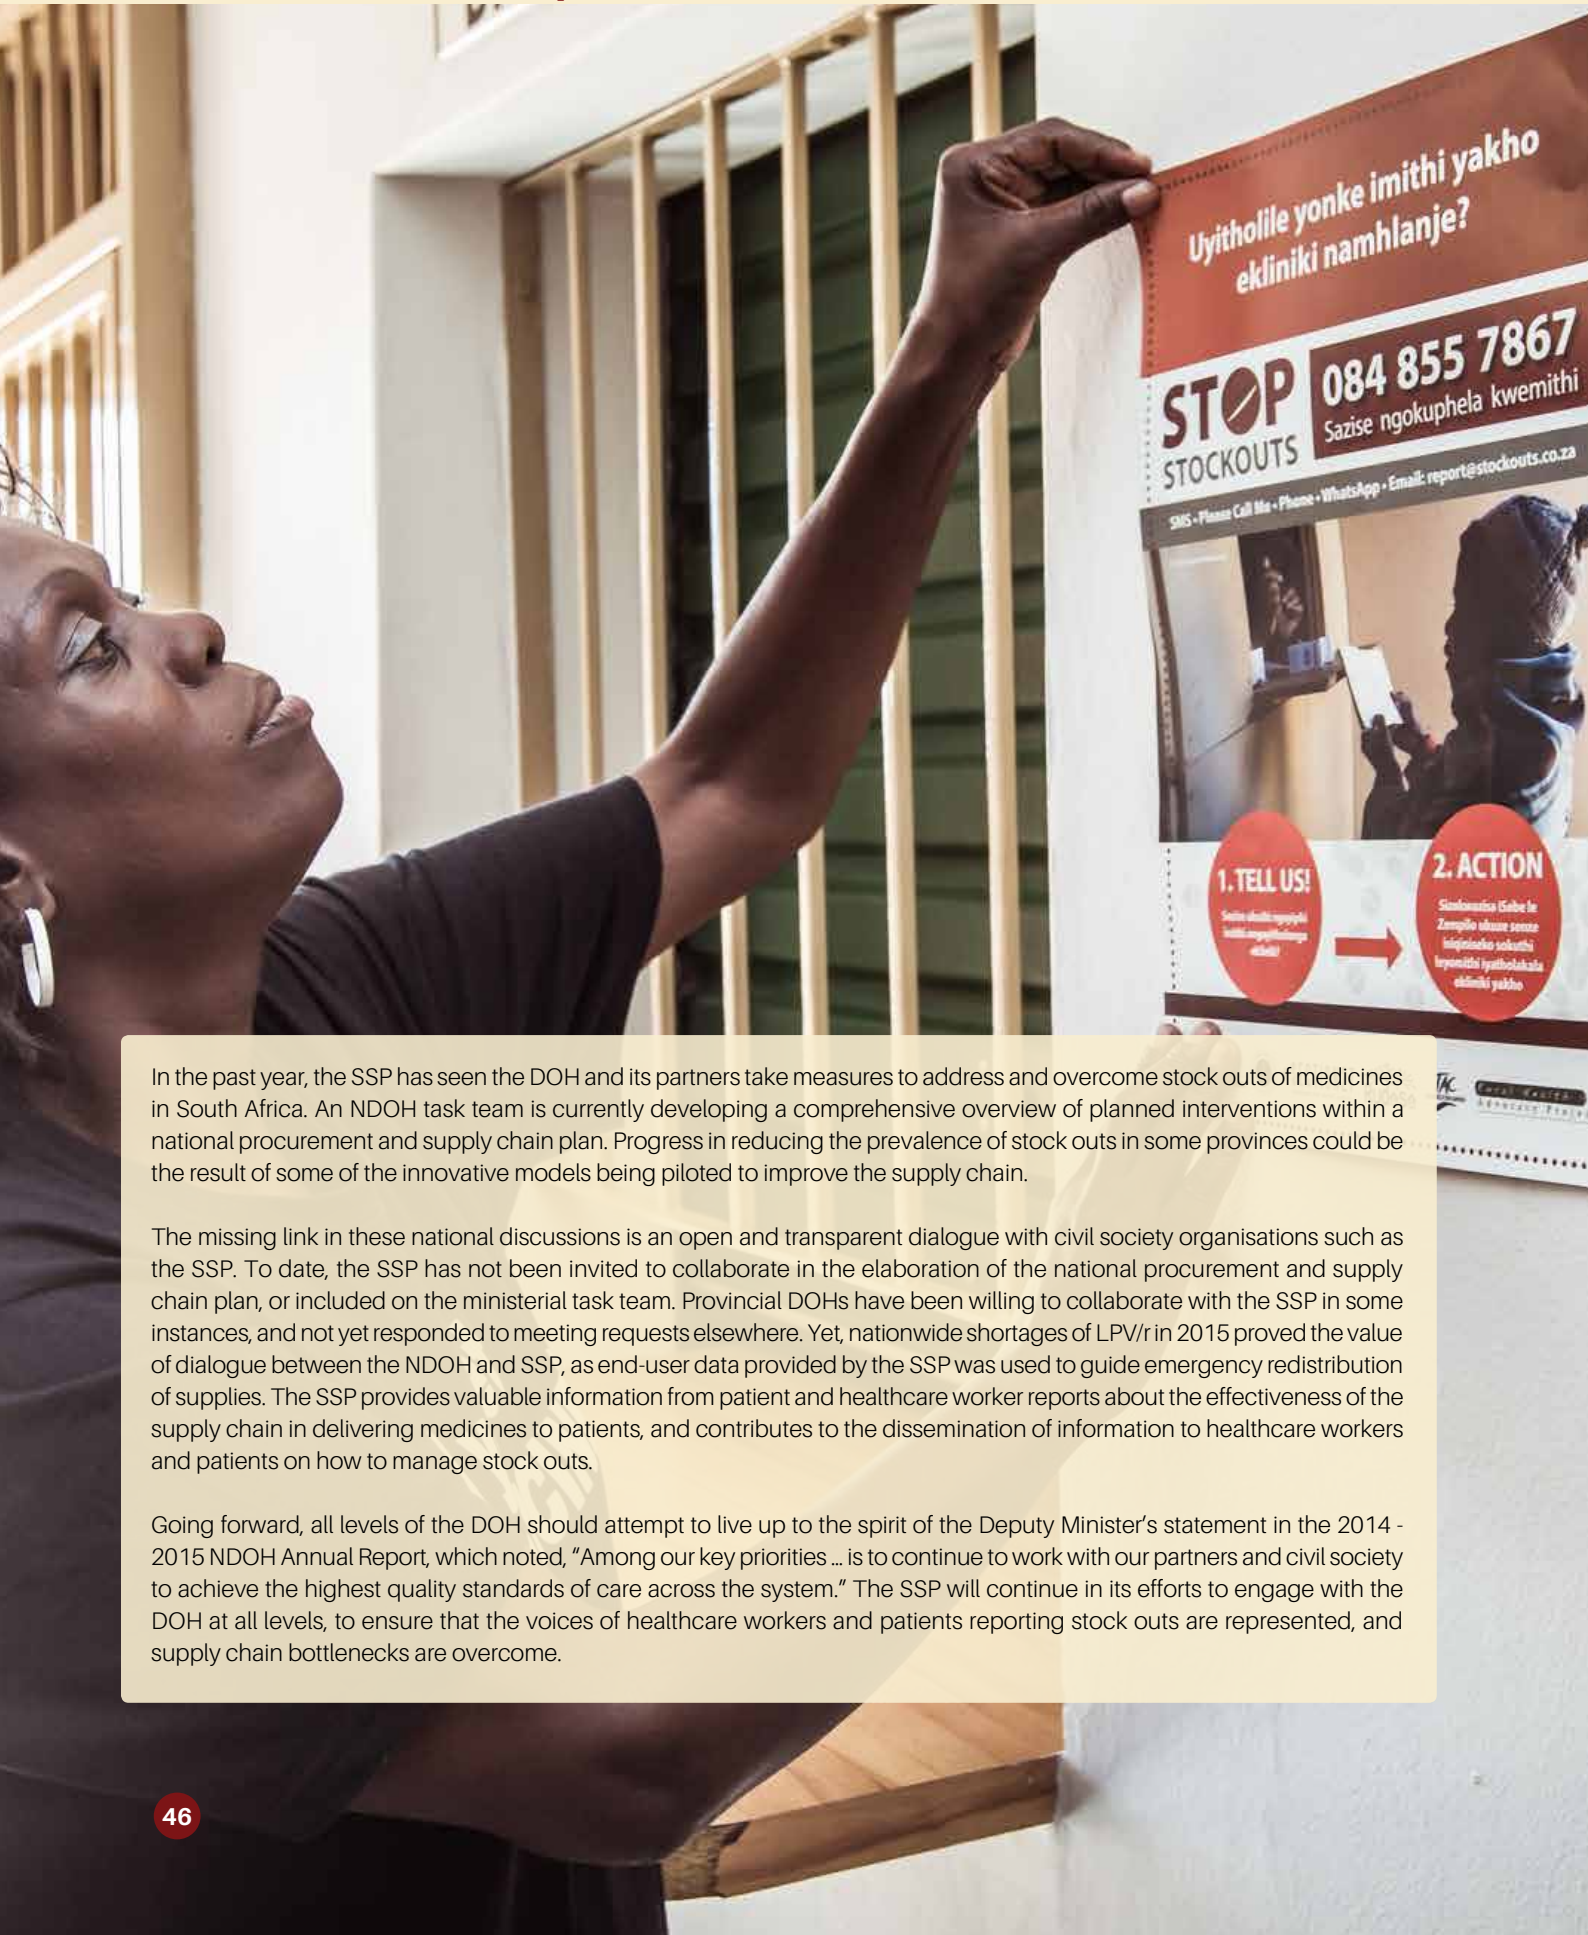 Uyitholile yonke imithi yakho
ekliniki namhlanje?
STOP
STOCKOUTS
084 855 7867
Sazise ngokuphela kwemithi
SMS • Please Call Me • Phone • WhatsApp • Email: report@stockouts.co.za
1. TELL US!
2. ACTION
In the past year, the SSP has seen the DOH and its partners take measures to address and overcome stock outs of medicines
in South Africa. An NDOH task team is currently developing a comprehensive overview of planned interventions within a
national procurement and supply chain plan. Progress in reducing the prevalence of stock outs in some provinces could be
the result of some of the innovative models being piloted to improve the supply chain.
The missing link in these national discussions is an open and transparent dialogue with civil society organisations such as
the SSP. To date, the SSP has not been invited to collaborate in the elaboration of the national procurement and supply
chain plan, or included on the ministerial task team. Provincial DOHs have been willing to collaborate with the SSP in some
instances, and not yet responded to meeting requests elsewhere. Yet, nationwide shortages of LPV/r in 2015 proved the value
of dialogue between the NDOH and SSP, as end-user data provided by the SSP was used to guide emergency redistribution
of supplies. The SSP provides valuable information from patient and healthcare worker reports about the effectiveness of the
supply chain in delivering medicines to patients, and contributes to the dissemination of information to healthcare workers
and patients on how to manage stock outs.
Going forward, all levels of the DOH should attempt to live up to the spirit of the Deputy Minister’s statement in the 2014 -
2015 NDOH Annual Report, which noted, “Among our key priorities ... is to continue to work with our partners and civil society
to achieve the highest quality standards of care across the system.” The SSP will continue in its efforts to engage with the
DOH at all levels, to ensure that the voices of healthcare workers and patients reporting stock outs are represented, and
supply chain bottlenecks are overcome.
46